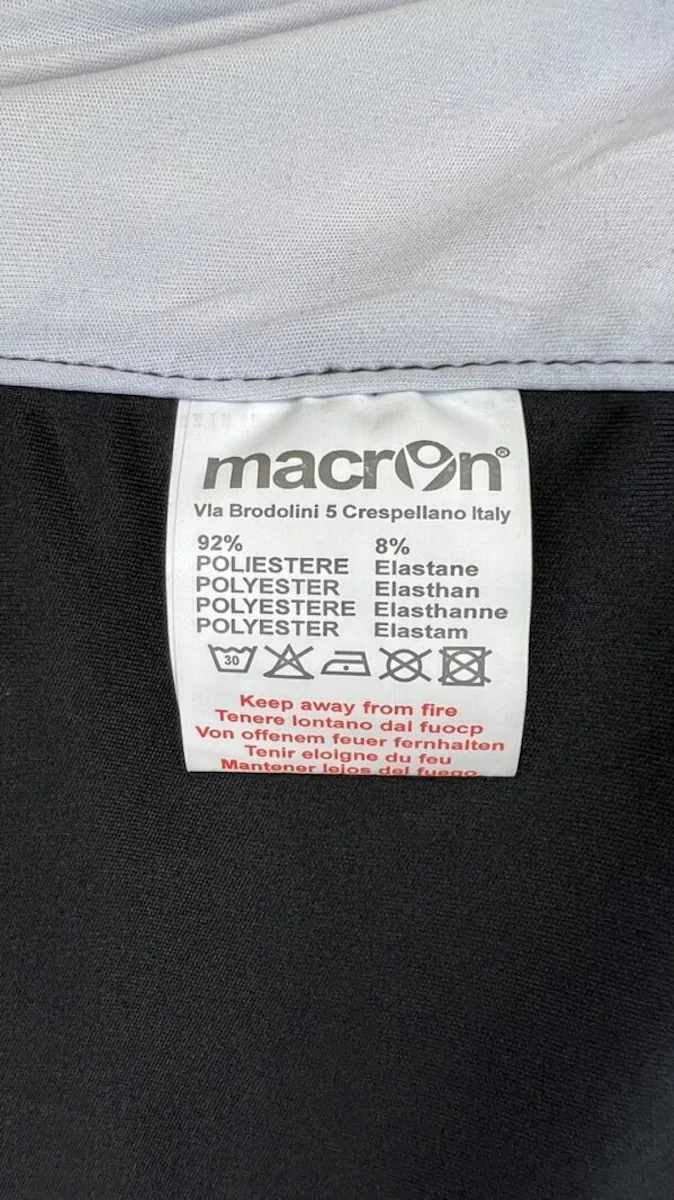 macron®
VIa Brodolini 5 Crespellano Italy
92% 8%
POLIESTERE Elastane
POLYESTER Elasthan
POLYESTERE Elasthanne
POLYESTER Elastam
30
Keep away from fire
Tenere lontano dal fuocp
Von offenem feuer fernhalten
Tenir eloigne du feu
Mantener lejos del fuego